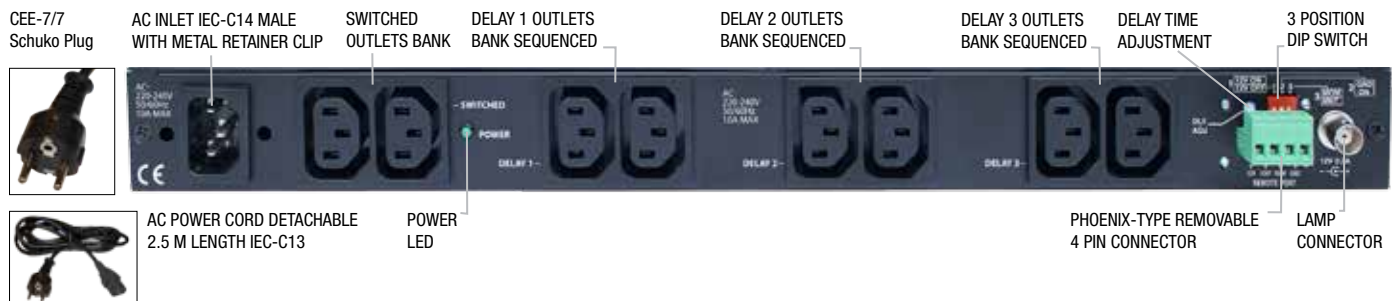 CEE-7/7
Schuko Plug
AC INLET IEC-C14 MALE
WITH METAL RETAINER CLIP
SWITCHED
OUTLETS BANK
DELAY 1 OUTLETS
BANK SEQUENCED
DELAY 2 OUTLETS
BANK SEQUENCED
DELAY 3 OUTLETS
BANK SEQUENCED
DELAY TIME
ADJUSTMENT
3 POSITION
DIP SWITCH
AC:
220-240V
50/60Hz
10A MAX
SWITCHED
POWER
DELAY 1
AC:
220-240V
50/60Hz
10A MAX
DELAY 2
DELAY 3
DLY
ADJ
REMOTE PORT
CE
AC POWER CORD DETACHABLE
2.5 M LENGTH IEC-C13
POWER
LED
PHOENIX-TYPE REMOVABLE
4 PIN CONNECTOR
LAMP
CONNECTOR